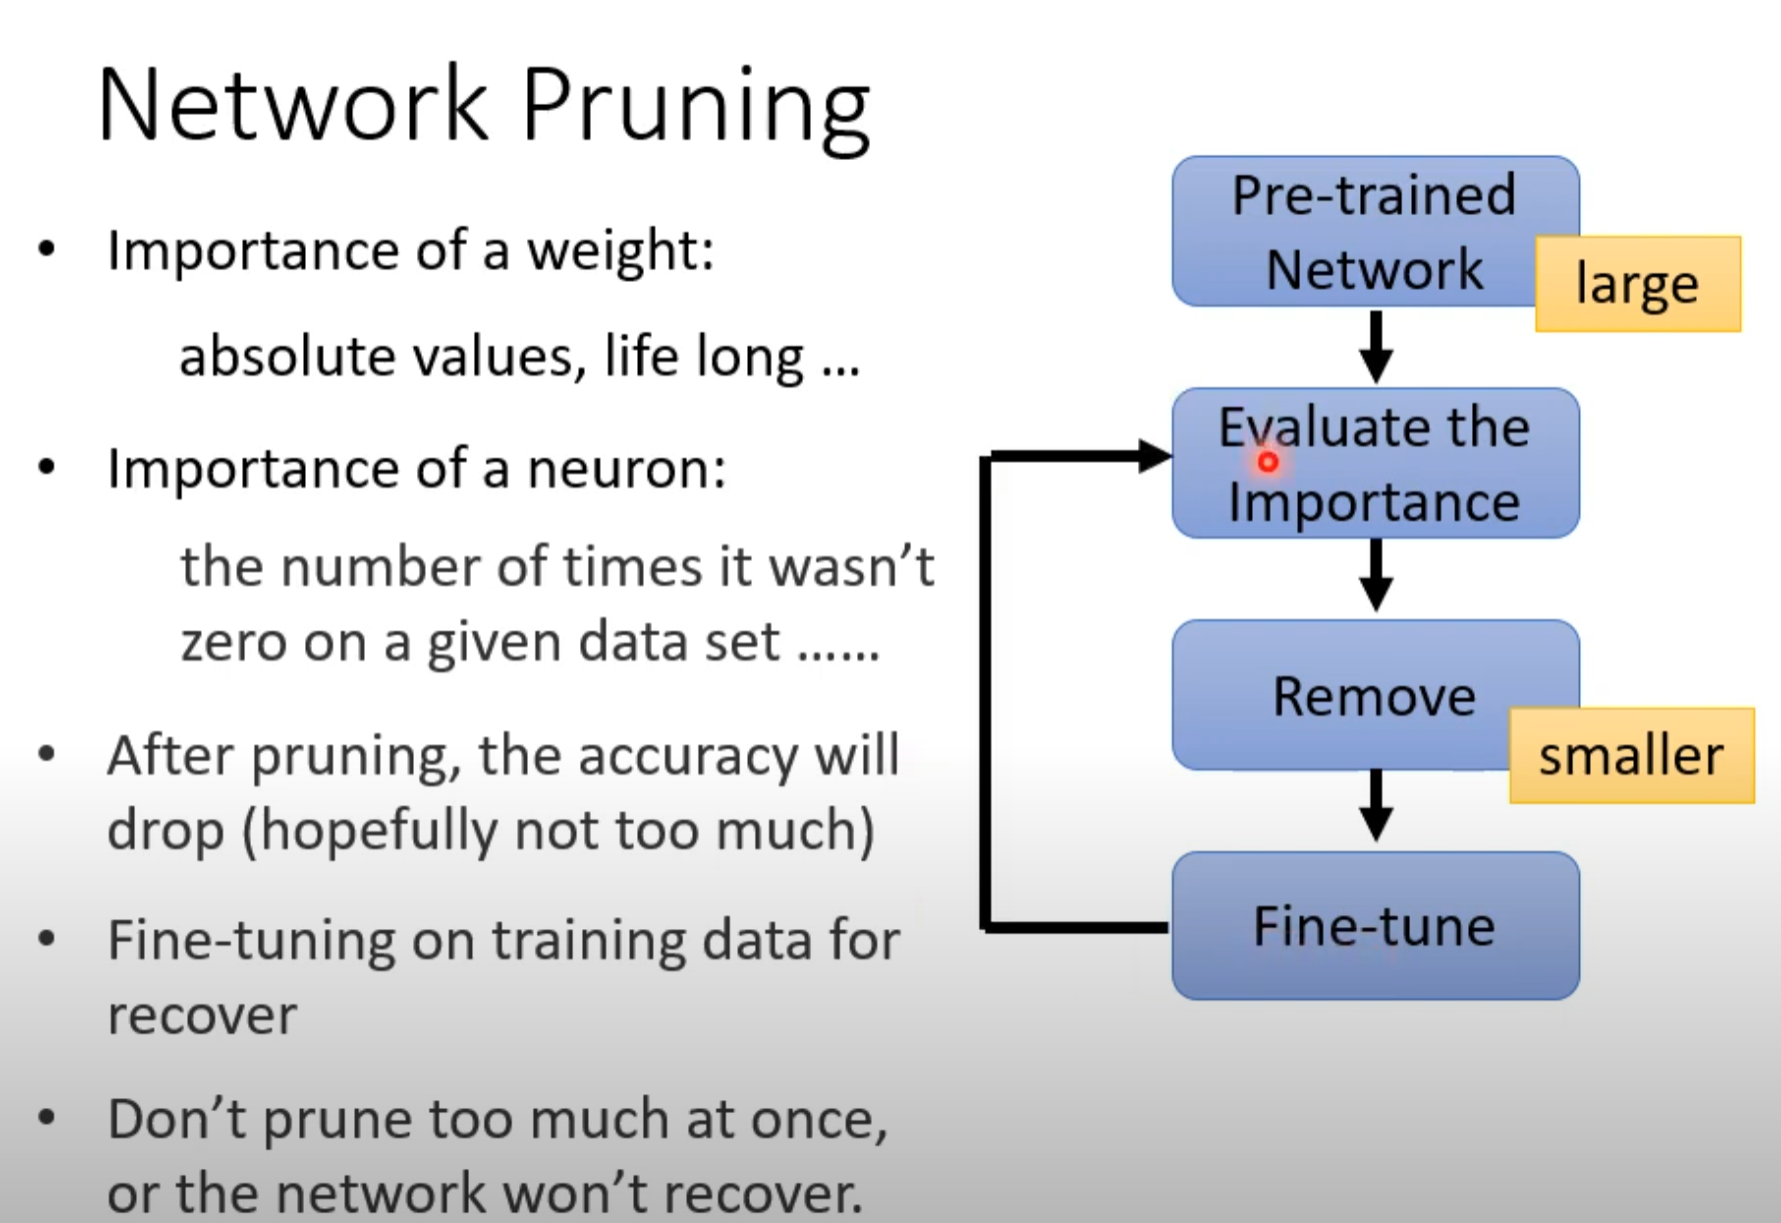 Network Pruning
• Importance of a weight:
absolute values, life long ...
• Importance of a neuron:
the number of times it wasn't
zero on a given data set ......
• After pruning, the accuracy will
drop (hopefully not too much)
• Fine-tuning on training data for
recover
• Don't prune too much at once,
or the network won't recover.
Pre-trained
Network
large
Evaluate the
Importance
Remove
smaller
Fine-tune